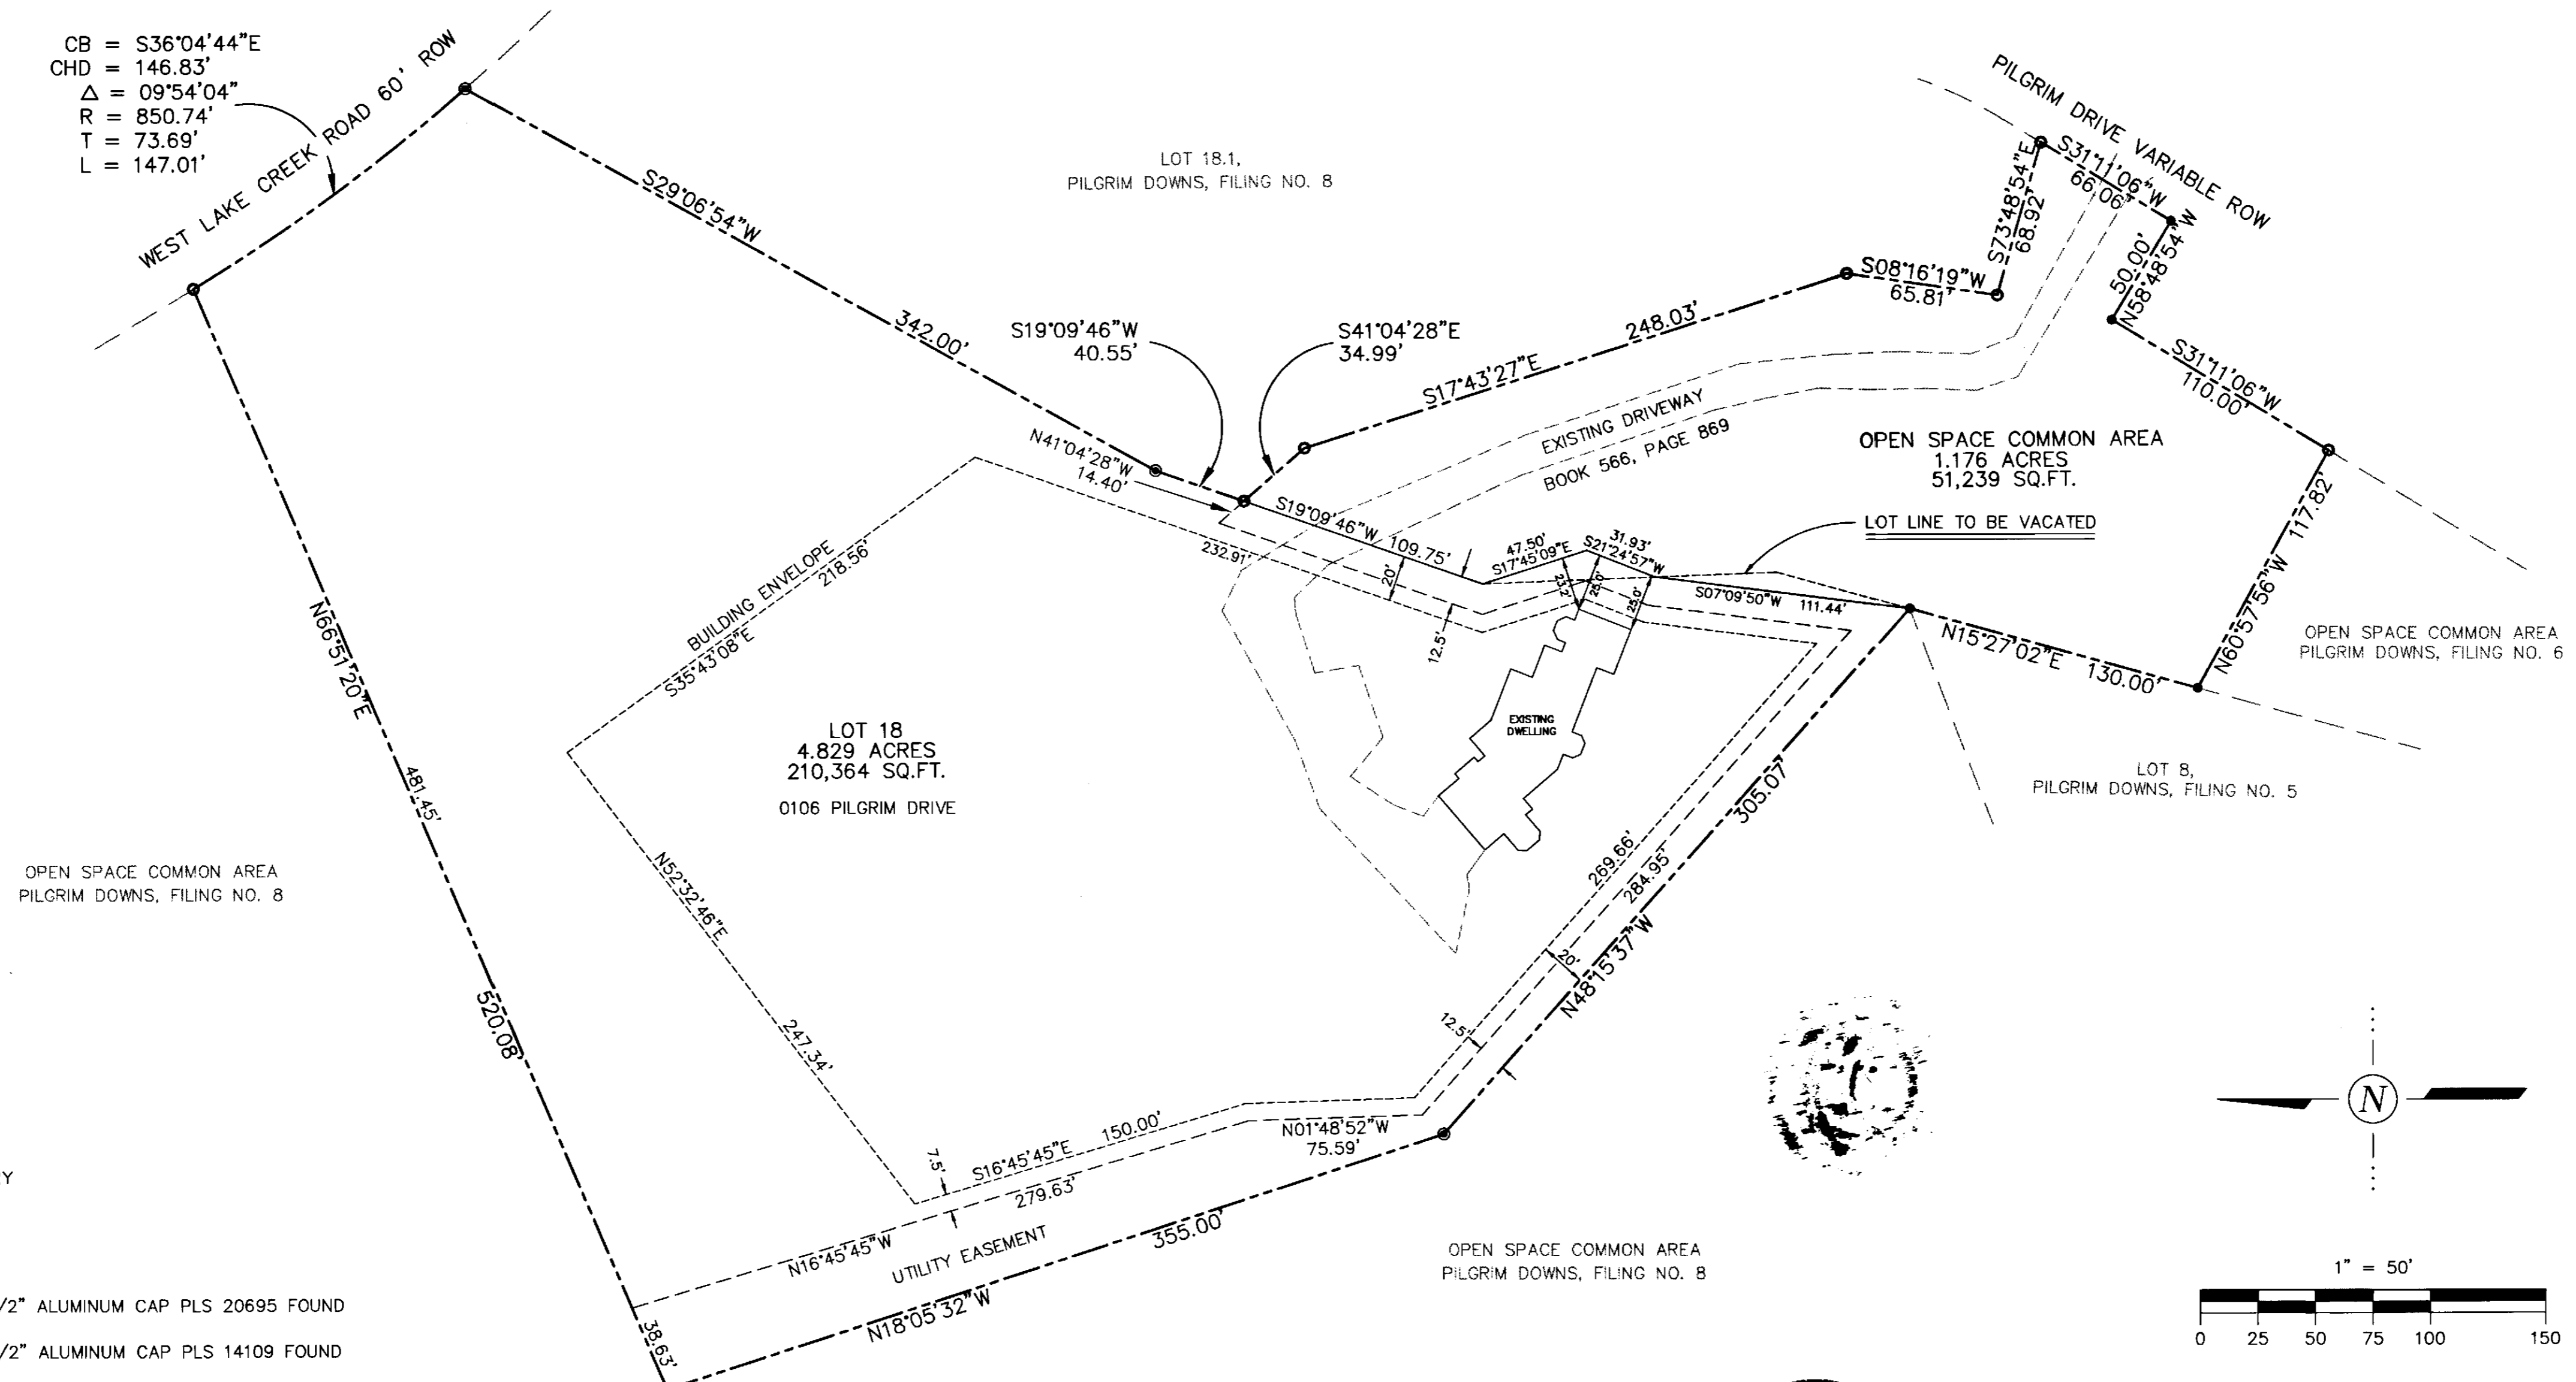 CB = S36°04'44"E
CHD = 146.83'
Δ = 09°54'04"
R = 850.74'
T = 73.69'
L = 147.01'
WEST LAKE CREEK ROAD 60' ROW
S29°06'54"W
342.00'
LOT 18.1,
PILGRIM DOWNS, FILING NO. 8
PILGRIM DRIVE VARIABLE ROW
S31°11'06"W
66.06'
S73°48'54"E
68.92'
50.00'
N58°48'54"W
S08°16'19"W
65.81'
S31°11'06"W
110.00'
S19°09'46"W
40.55'
S41°04'28"E
34.99'
248.03'
S17°43'27"E
EXISTING DRIVEWAY
BOOK 566, PAGE 869
OPEN SPACE COMMON AREA
1.176 ACRES
51,239 SQ.FT.
LOT LINE TO BE VACATED
N41°04'28"W
14.40'
S19°09'46"W 109.75'
232.91'
20'
12.5'
47.50'
S17°45'09"E
31.93'
S21°24'57"W
23.2'
25.0'
25.0'
S07°09'50"W 111.44'
N15°27'02"E 130.00'
N60°57'56"W 117.82'
OPEN SPACE COMMON AREA
PILGRIM DOWNS, FILING NO. 6
LOT 8,
PILGRIM DOWNS, FILING NO. 5
BUILDING ENVELOPE
218.56'
S35°43'08"E
N66°51'20"E
481.45'
520.08'
38.63'
LOT 18
4.829 ACRES
210,364 SQ.FT.
0106 PILGRIM DRIVE
EXISTING
DWELLING
305.07'
269.66'
284.95'
N48°15'37"W
20'
12.5'
OPEN SPACE COMMON AREA
PILGRIM DOWNS, FILING NO. 8
N52°32'46"E
247.34'
7.5'
S16°45'45"E 150.00'
279.63'
N01°48'52"W
75.59'
N16°45'45"W
UTILITY EASEMENT
355.00'
N18°05'32"W
OPEN SPACE COMMON AREA
PILGRIM DOWNS, FILING NO. 8
N
1" = 50'
0 25 50 75 100 150
Y
/2" ALUMINUM CAP PLS 20695 FOUND
/2" ALUMINUM CAP PLS 14109 FOUND